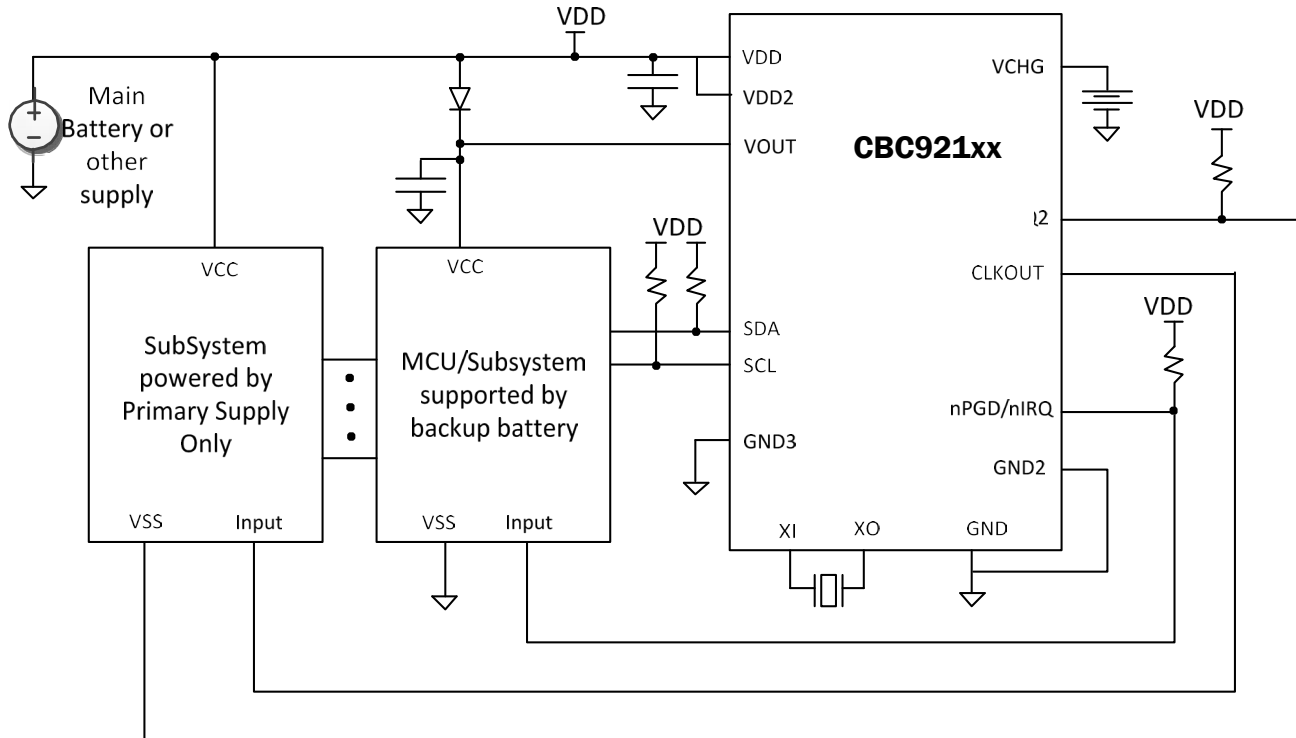 VDD
Main
Battery or
other
supply
+
−
VDD
VDD2
VOUT
VCHG
CBC921xx
VDD
VDD
CLKOUT
VDD
VCC
VCC
SubSystem
powered by
Primary Supply
Only
MCU/Subsystem
supported by
backup battery
SDA
SCL
nPGD/nIRQ
GND3
GND2
VSS
Input
VSS
Input
XI
XO
GND